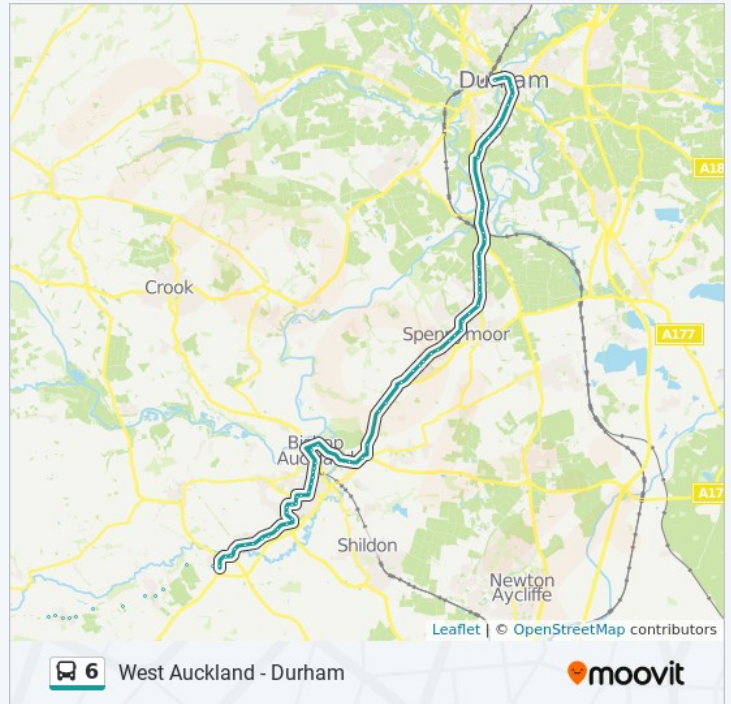 Durham
A18
Crook
Spennymoor
A177
Bishop
Auckland
A17
Shildon
Newton
Aycliffe
Leaflet | © OpenStreetMap contributors
6 West Auckland - Durham
moovit